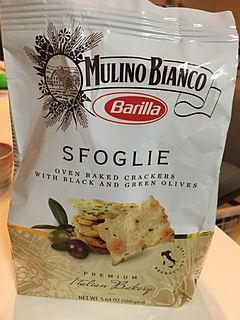 MULINO BIANCO
Barilla
SFOGLIE
OVEN BAKED CRACKERS
WITH BLACK AND GREEN OLIVES
PREMIUM
Italian Bakery
NET WT 5.64 OZ (160 grs)